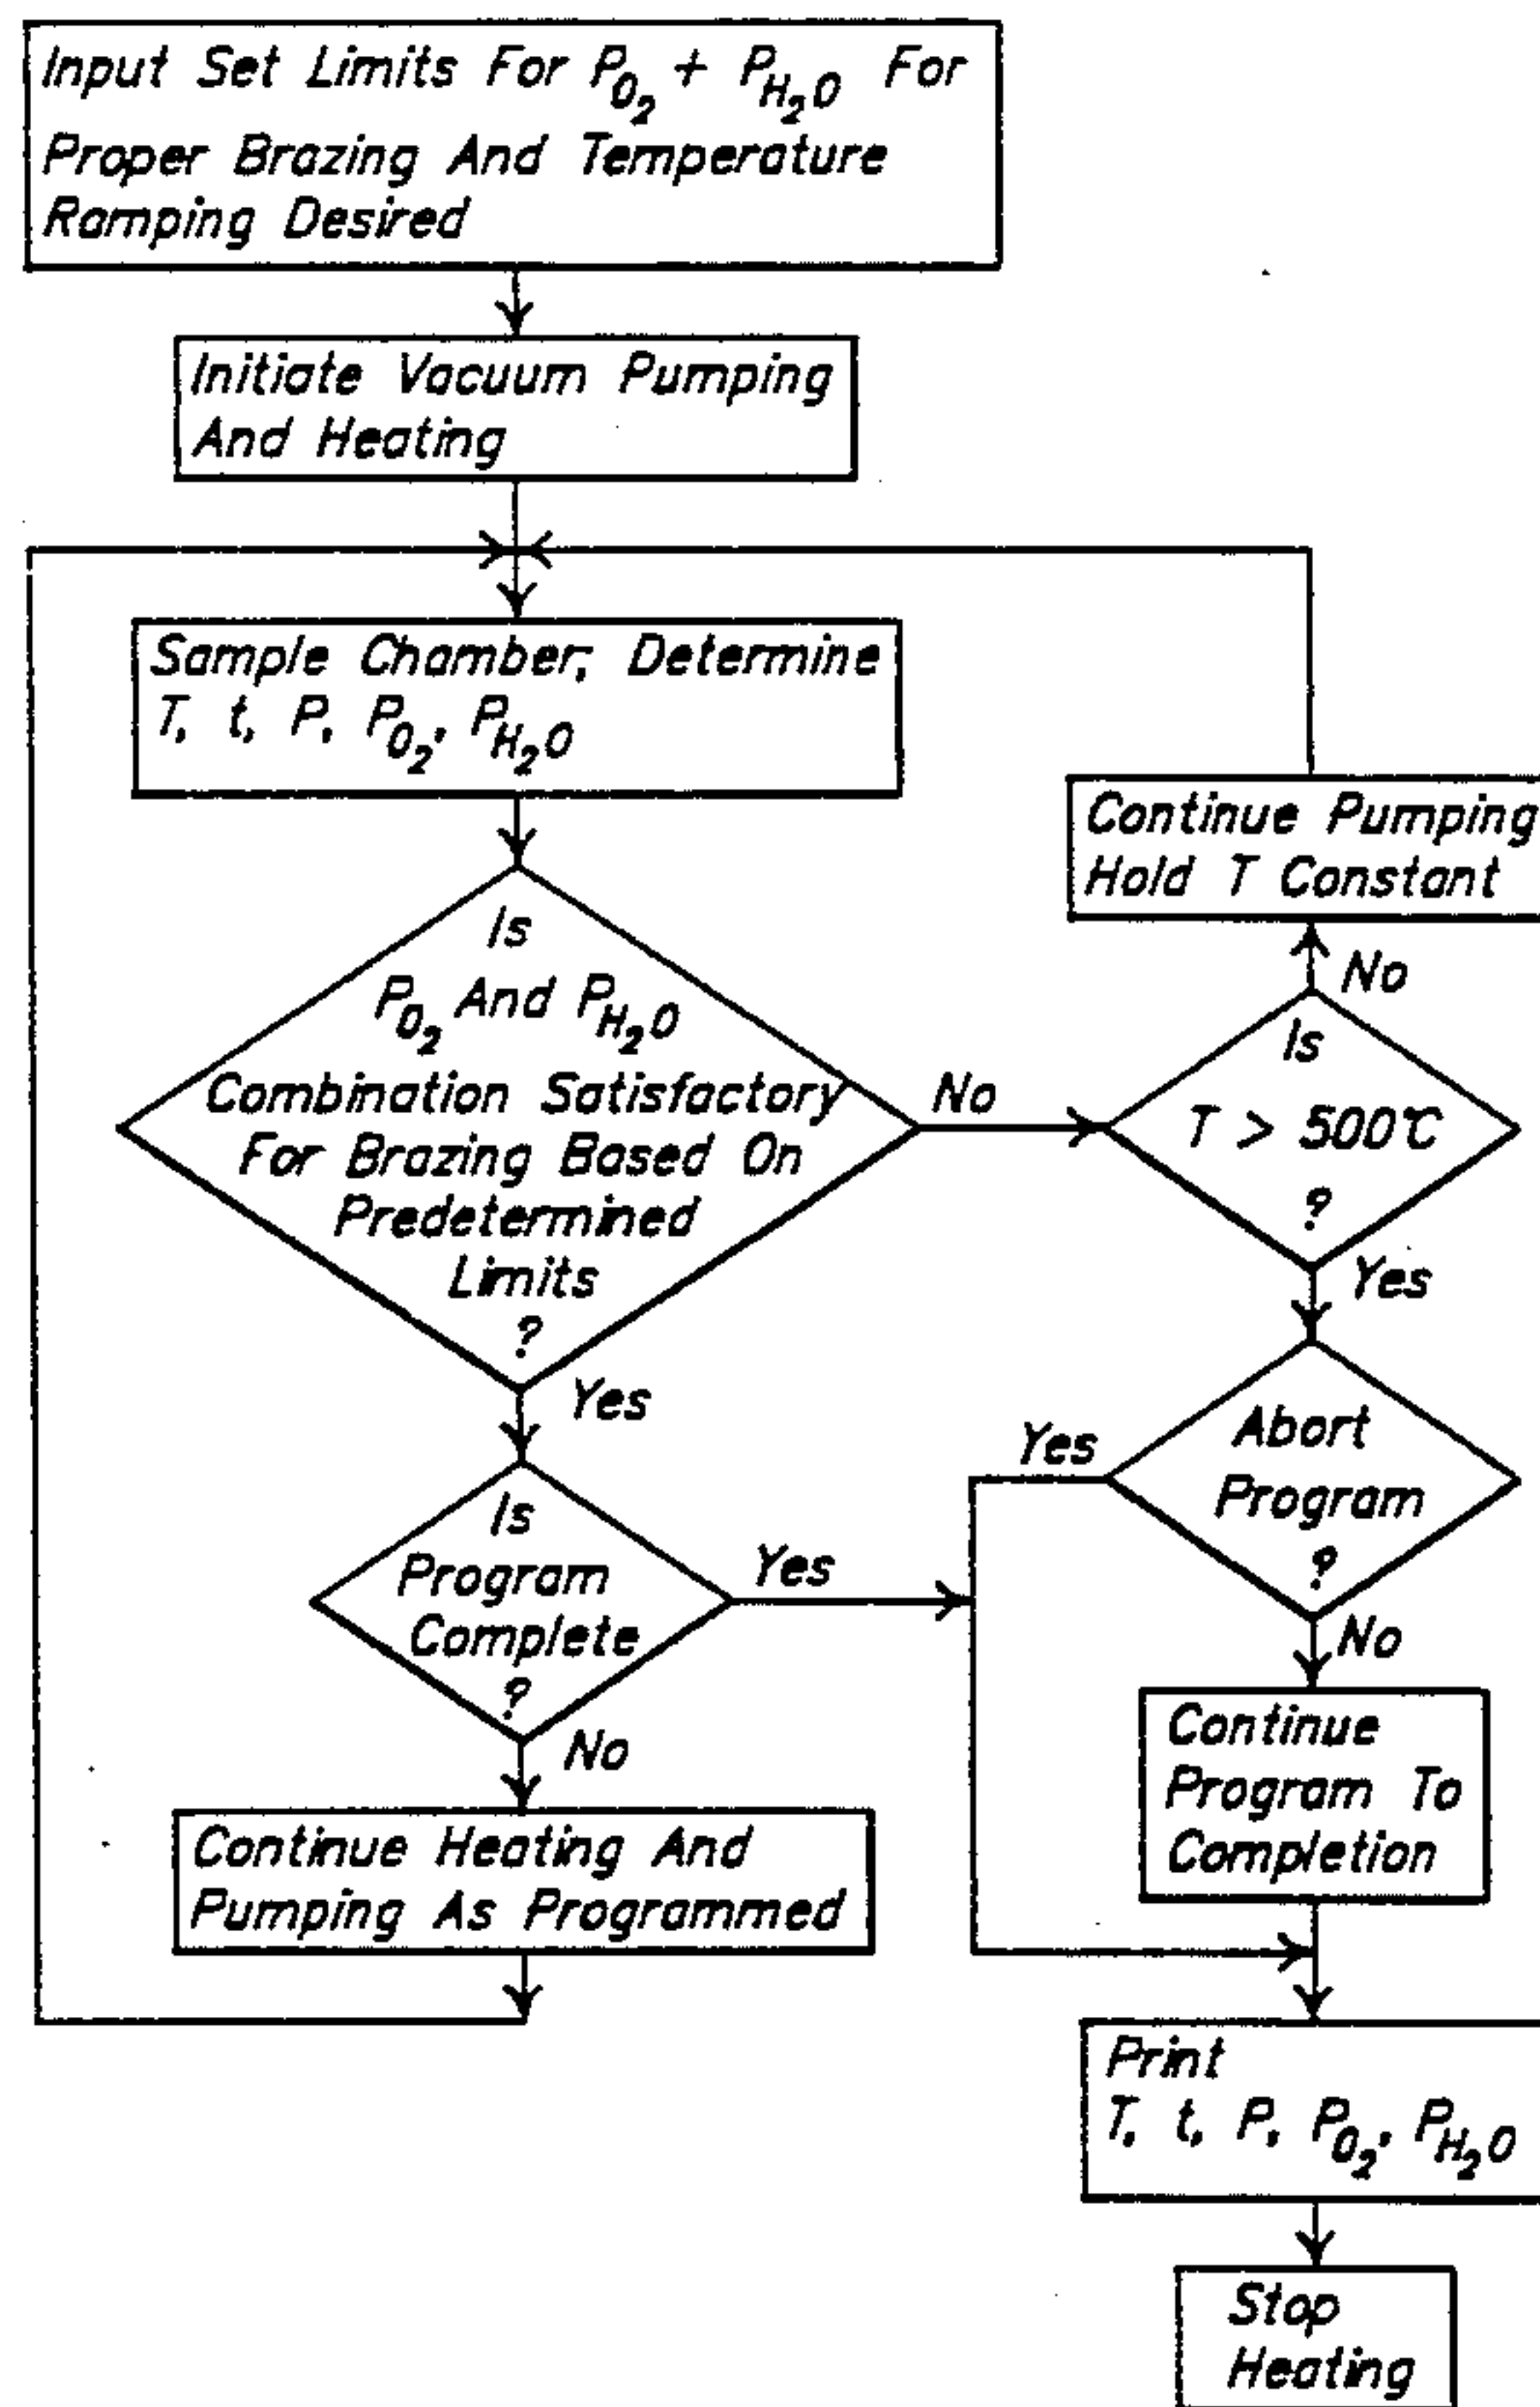 Input Set Limits For P_O₂ + P_H₂O For
Proper Brazing And Temperature
Ramping Desired
Initiate Vacuum Pumping
And Heating
Sample Chamber; Determine
T, t, P, P_O₂, P_H₂O
Is
P_O₂ And P_H₂O
Combination Satisfactory
For Brazing Based On
Predetermined
Limits
?
No
Yes
Continue Pumping
Hold T Constant
No
Is
T > 500℃
?
Yes
Abort
Program
?
Yes
No
Is
Program
Complete
?
Yes
No
Continue Heating And
Pumping As Programmed
Continue
Program To
Completion
Print
T, t, P, P_O₂, P_H₂O
Stop
Heating